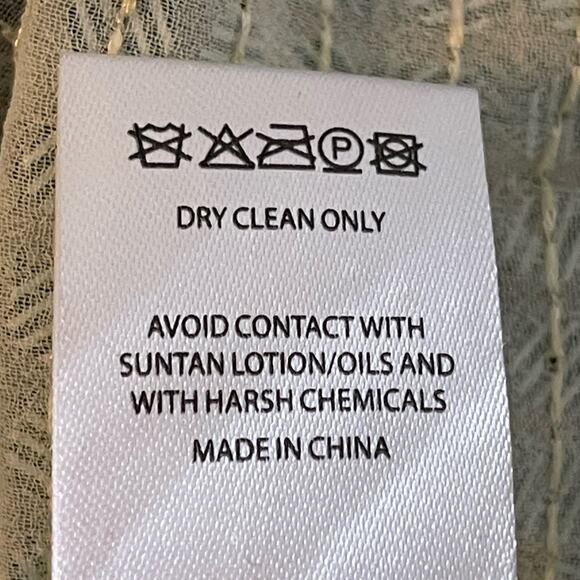 P
DRY CLEAN ONLY
AVOID CONTACT WITH
SUNTAN LOTION/OILS AND
WITH HARSH CHEMICALS
MADE IN CHINA